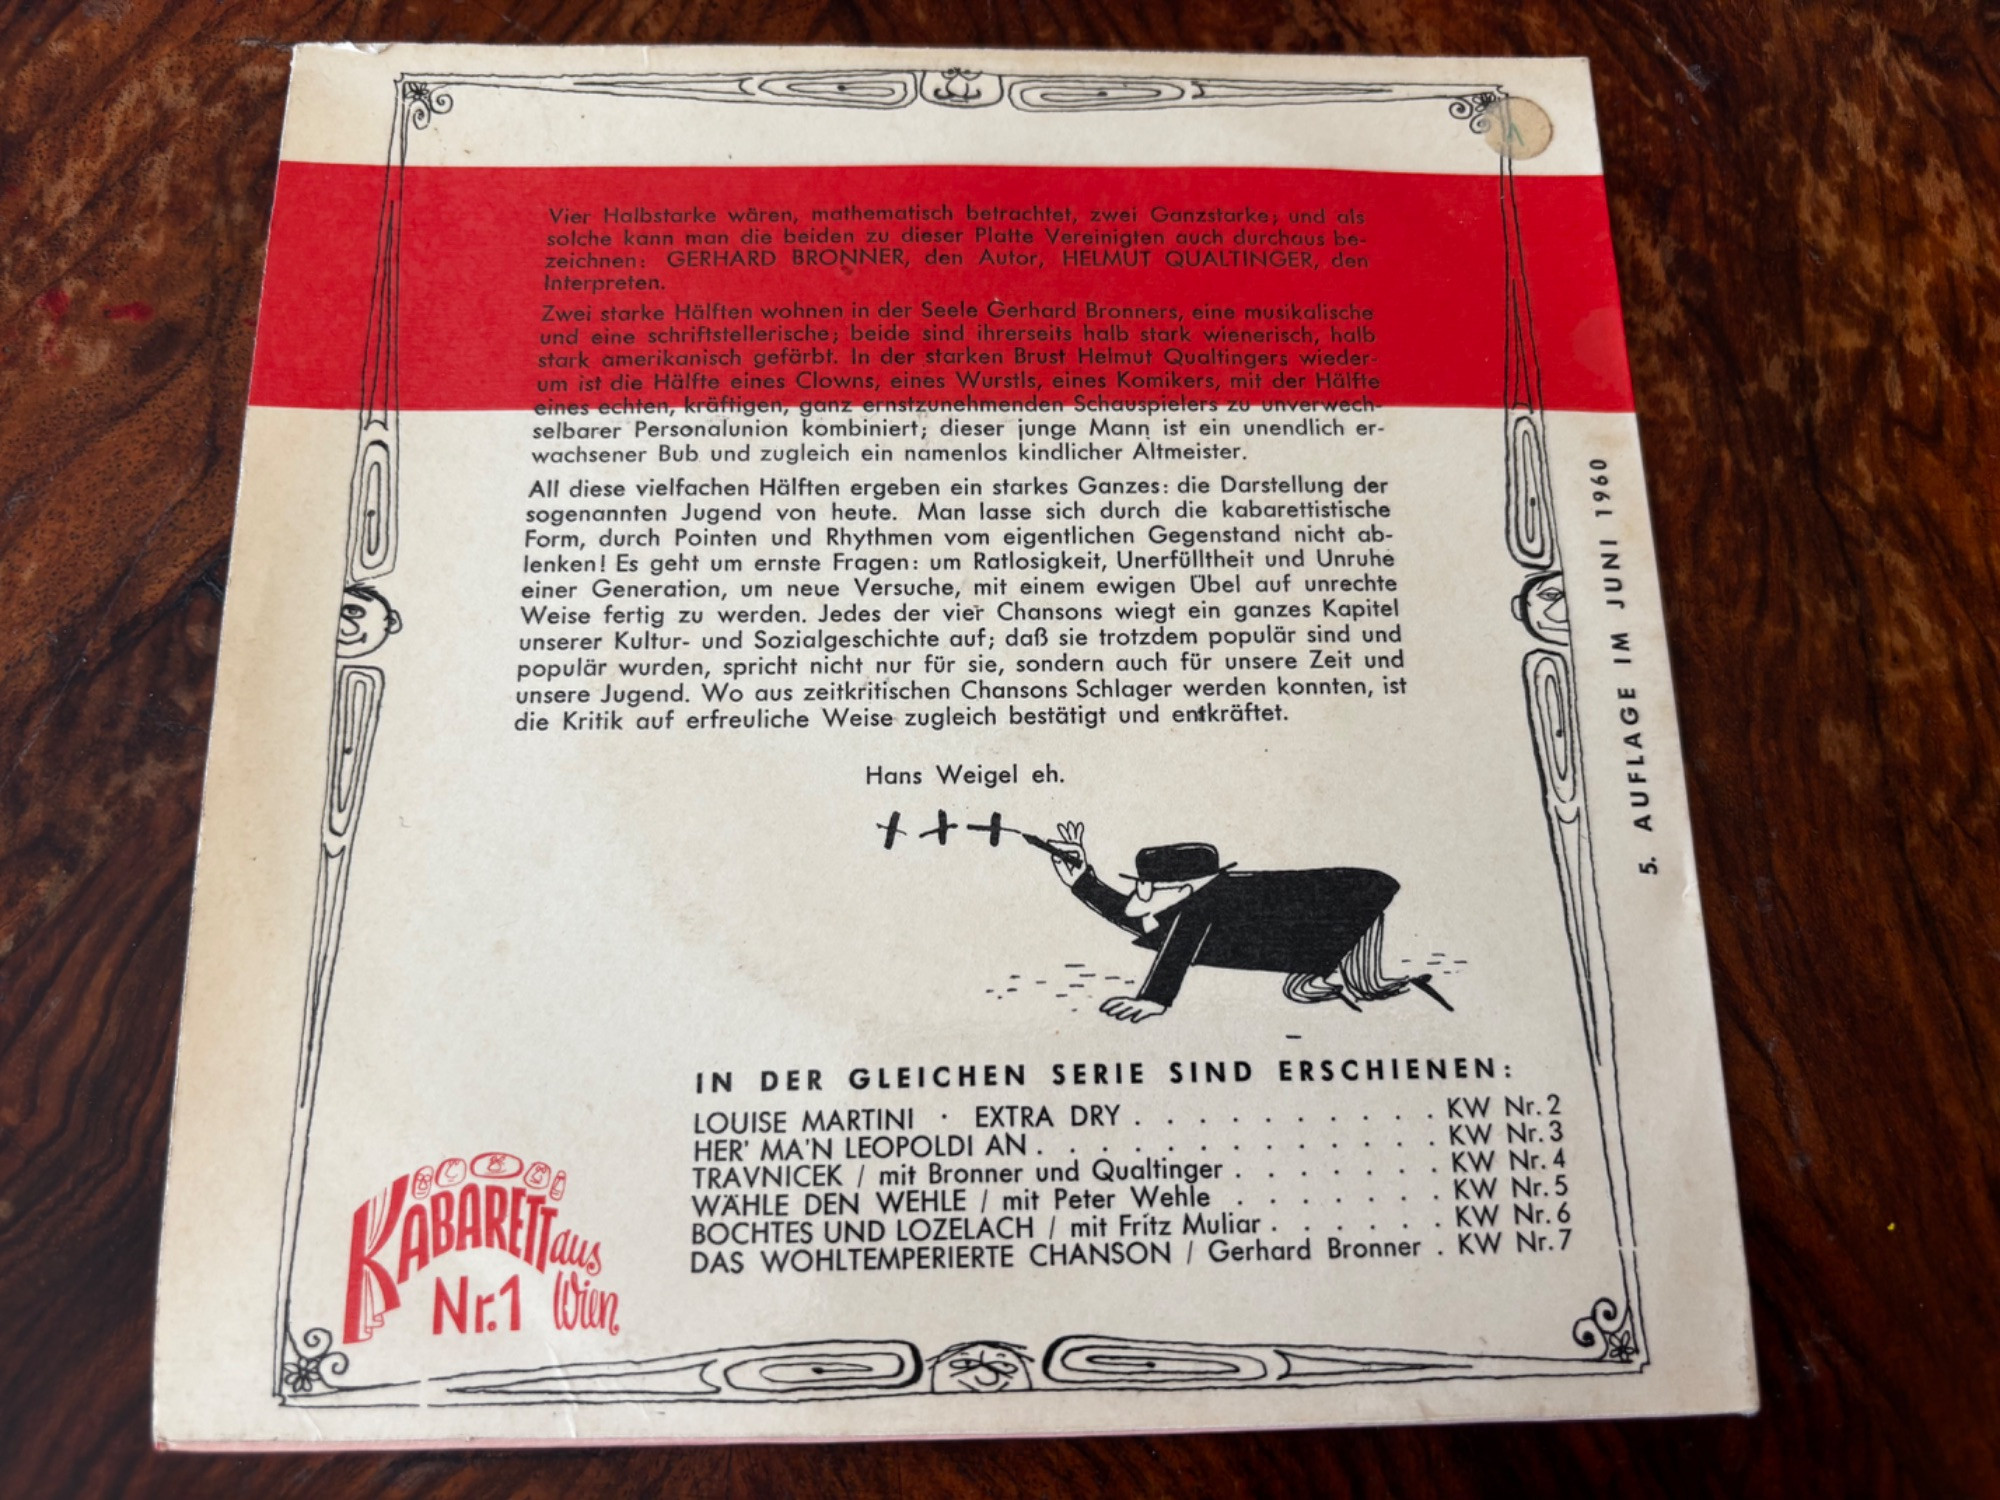 Vier Halbstarke wären, mathematisch betrachtet, zwei Ganzstarke; und als
solche kann man die beiden zu dieser Platte Vereinigten auch durchaus be-
zeichnen: GERHARD BRONNER, den Autor, HELMUT QUALTINGER, den
Interpreten.
Zwei starke Hälften wohnen in der Seele Gerhard Bronners, eine musikalische
und eine schriftstellerische; beide sind ihrerseits halb stark wienerisch, halb
stark amerikanisch gefärbt. In der starken Brust Helmut Qualtingers wieder-
um ist die Hälfte eines Clowns, eines Wurstls, eines Komikers, mit der Hälfte
eines echten, kräftigen, ganz ernstzunehmenden Schauspielers zu unverwech-
selbarer Personalunion kombiniert; dieser junge Mann ist ein unendlich er-
wachsener Bub und zugleich ein namenlos kindlicher Altmeister.
All diese vielfachen Hälften ergeben ein starkes Ganzes: die Darstellung der
sogenannten Jugend von heute. Man lasse sich durch die kabarettistische
Form, durch Pointen und Rhythmen vom eigentlichen Gegenstand nicht ab-
lenken! Es geht um ernste Fragen: um Ratlosigkeit, Unerfülltheit und Unruhe
einer Generation, um neue Versuche, mit einem ewigen Übel auf unrechte
Weise fertig zu werden. Jedes der vier Chansons wiegt ein ganzes Kapitel
unserer Kultur- und Sozialgeschichte auf; daß sie trotzdem populär sind und
populär wurden, spricht nicht nur für sie, sondern auch für unsere Zeit und
unsere Jugend. Wo aus zeitkritischen Chansons Schlager werden konnten, ist
die Kritik auf erfreuliche Weise zugleich bestätigt und entkräftet.
Hans Weigel eh.
5. AUFLAGE IM JUNI 1960
IN DER GLEICHEN SERIE SIND ERSCHIENEN:
LOUISE MARTINI · EXTRA DRY . . . . . . . . . . . KW Nr. 2
HER' MA'N LEOPOLDI AN . . . . . . . . . . . . . . KW Nr. 3
TRAVNICEK / mit Bronner und Qualtinger . . . . . . . KW Nr. 4
WÄHLE DEN WEHLE / mit Peter Wehle . . . . . . . KW Nr. 5
BOCHTES UND LOZELACH / mit Fritz Muliar . . . . . . KW Nr. 6
DAS WOHLTEMPERIERTE CHANSON / Gerhard Bronner . KW Nr. 7
KABARETT aus
Nr. 1 Wien